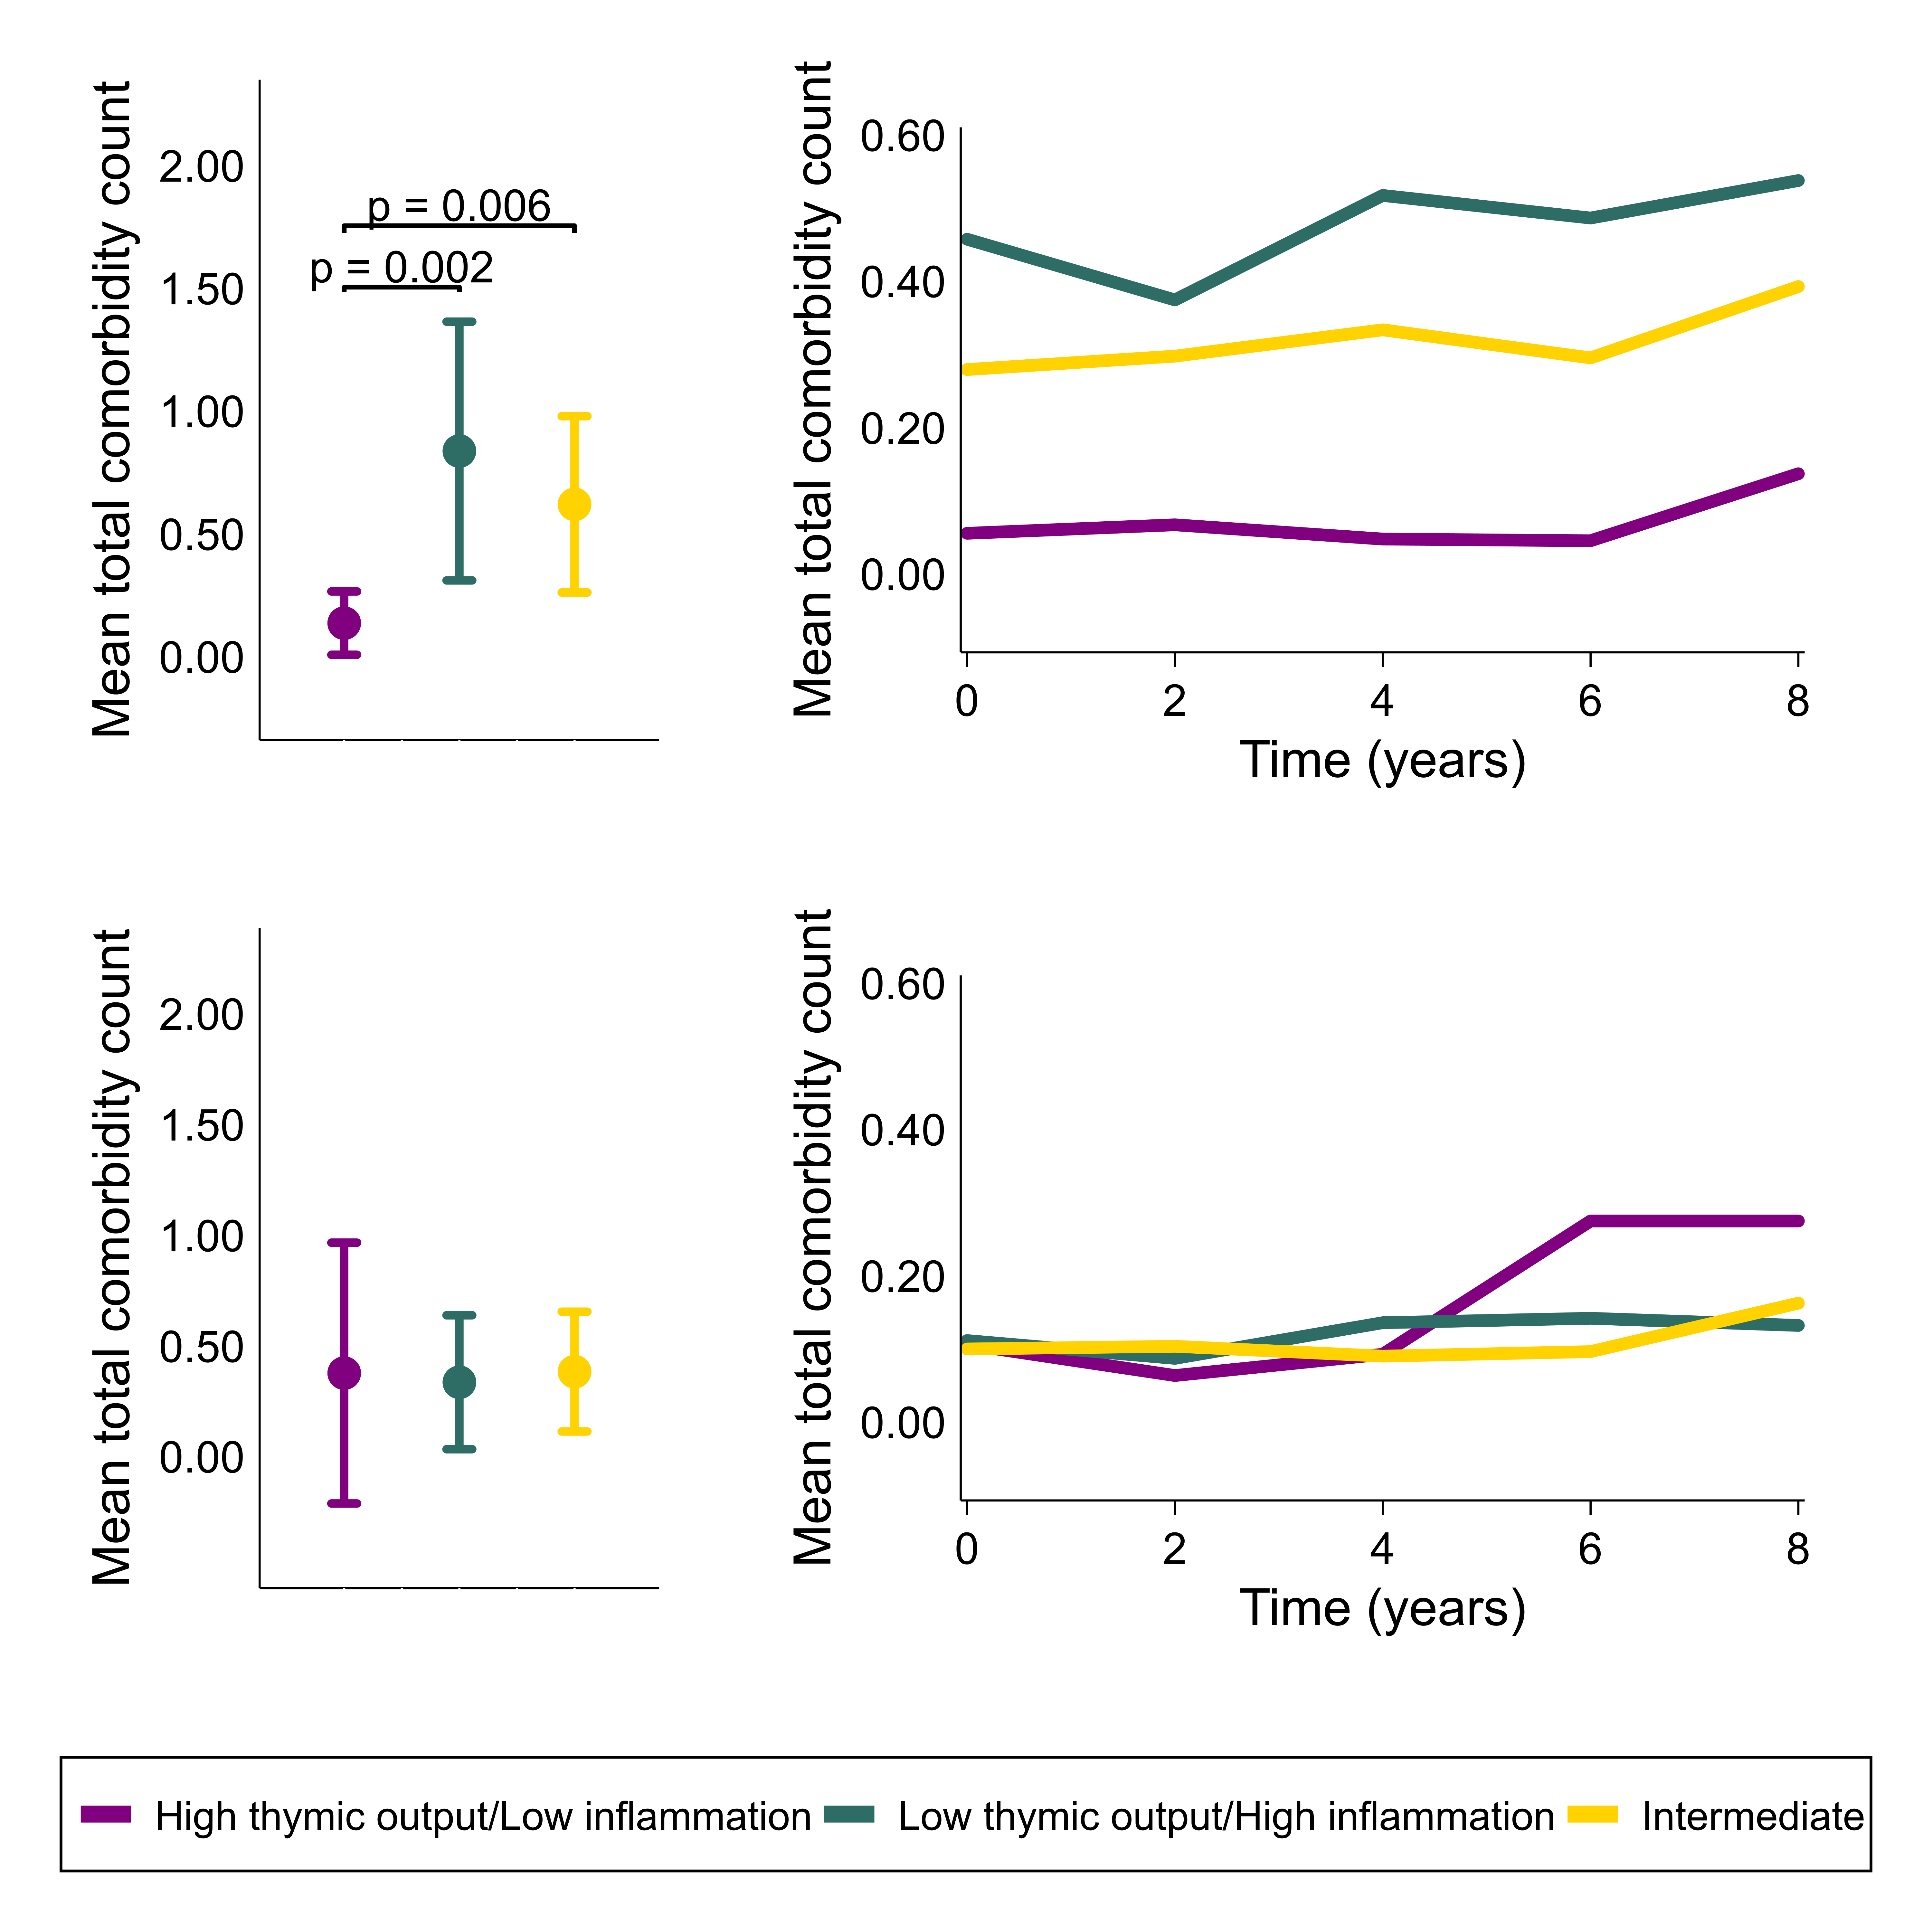 Mean total comorbidity count
2.00
1.50
1.00
0.50
0.00
p = 0.006
p = 0.002
Mean total comorbidity count
0.60
0.40
0.20
0.00
0 2 4 6 8
Time (years)
Mean total comorbidity count
2.00
1.50
1.00
0.50
0.00
Mean total comorbidity count
0.60
0.40
0.20
0.00
0 2 4 6 8
Time (years)
High thymic output/Low inflammation Low thymic output/High inflammation Intermediate